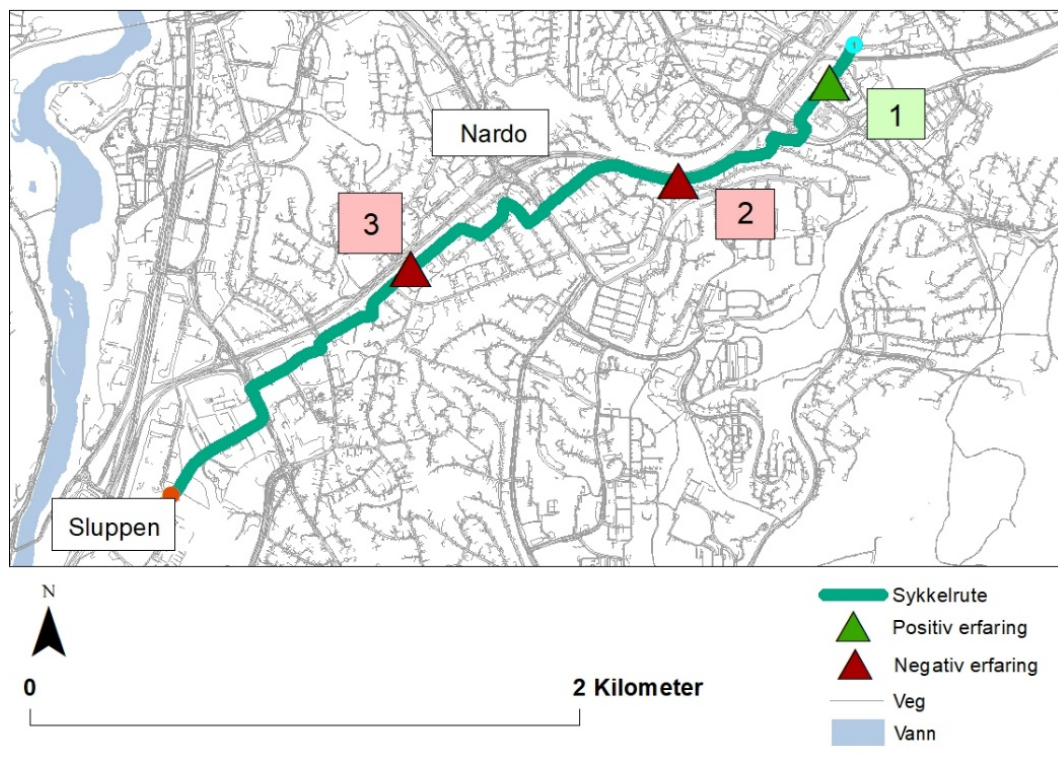 1
Nardo
2
3
Sluppen
N
0
2 Kilometer
Sykkelrute
Positiv erfaring
Negativ erfaring
Veg
Vann